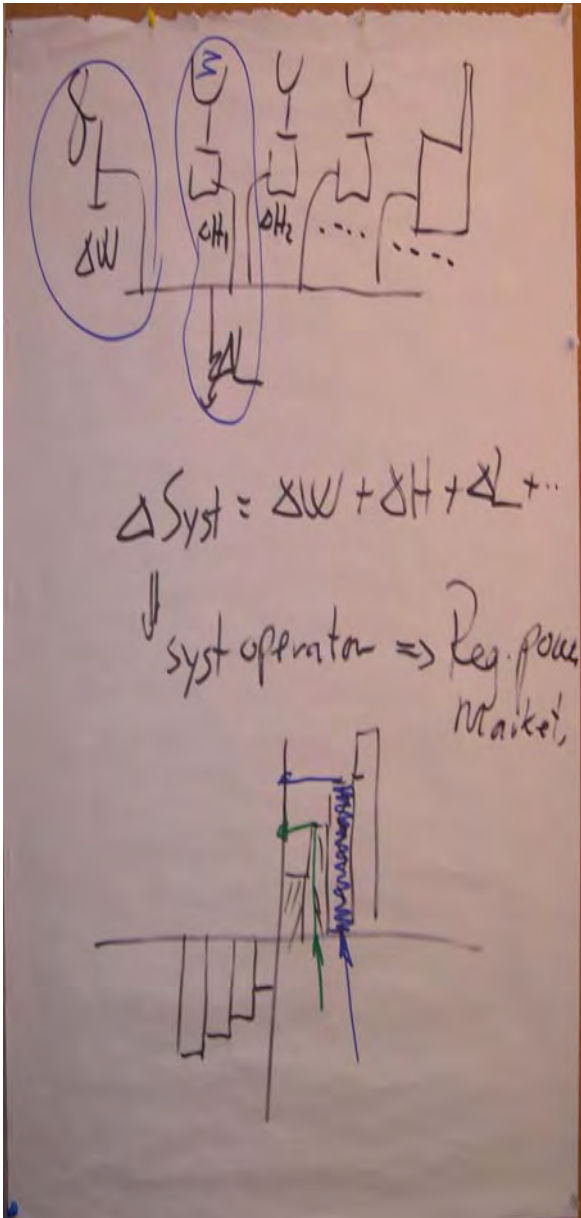 ΔW
ΔH₁
ΔH₂
ΔL
ΔSyst = ΔW + ΔH + ΔL + ..
syst operator ⇒ Reg. power
Market,